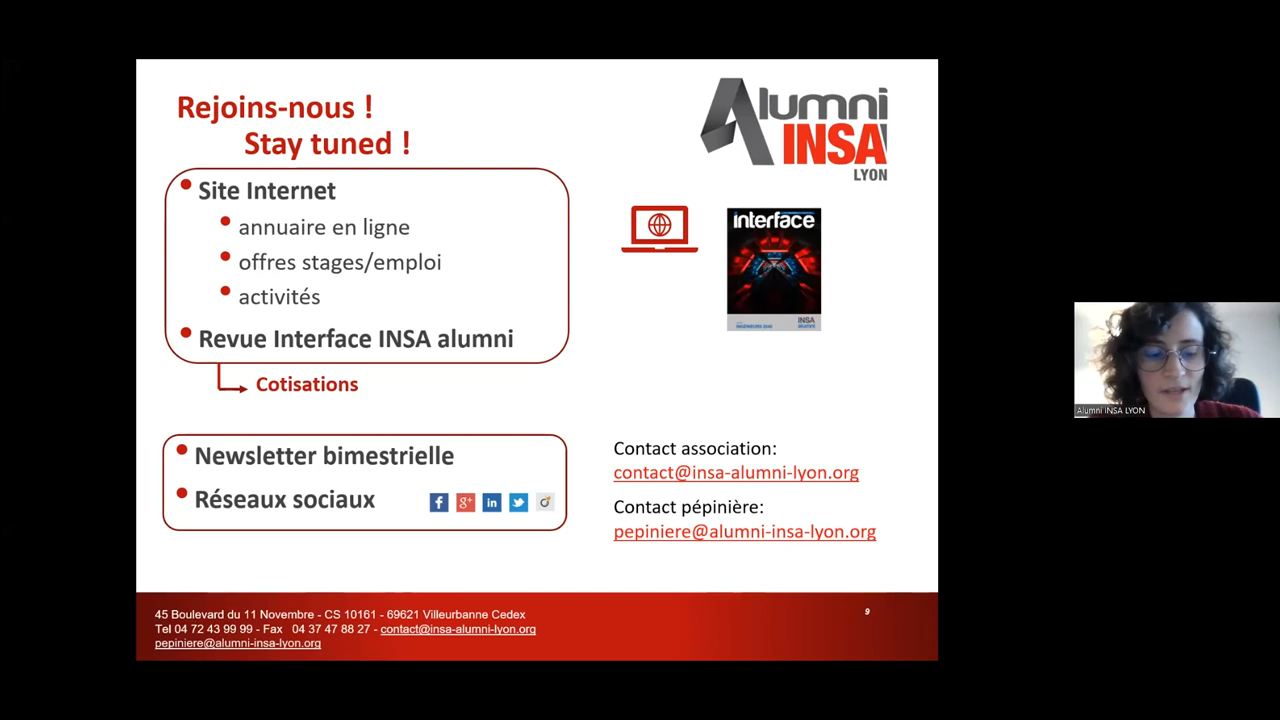 Rejoins-nous !
Stay tuned !
Alumni
INSA
LYON
Site Internet
annuaire en ligne
offres stages/emploi
activités
Revue Interface INSA alumni
Cotisations
interface
INSA
alumni
Newsletter bimestrielle
Réseaux sociaux
f g+ in
Contact association:
contact@insa-alumni-lyon.org
Contact pépinière:
pepiniere@alumni-insa-lyon.org
45 Boulevard du 11 Novembre - CS 10161 - 69621 Villeurbanne Cedex
Tel 04 72 43 99 99 - Fax 04 37 47 88 27 - contact@insa-alumni-lyon.org
pepiniere@alumni-insa-lyon.org
9
Alumni INSA LYON